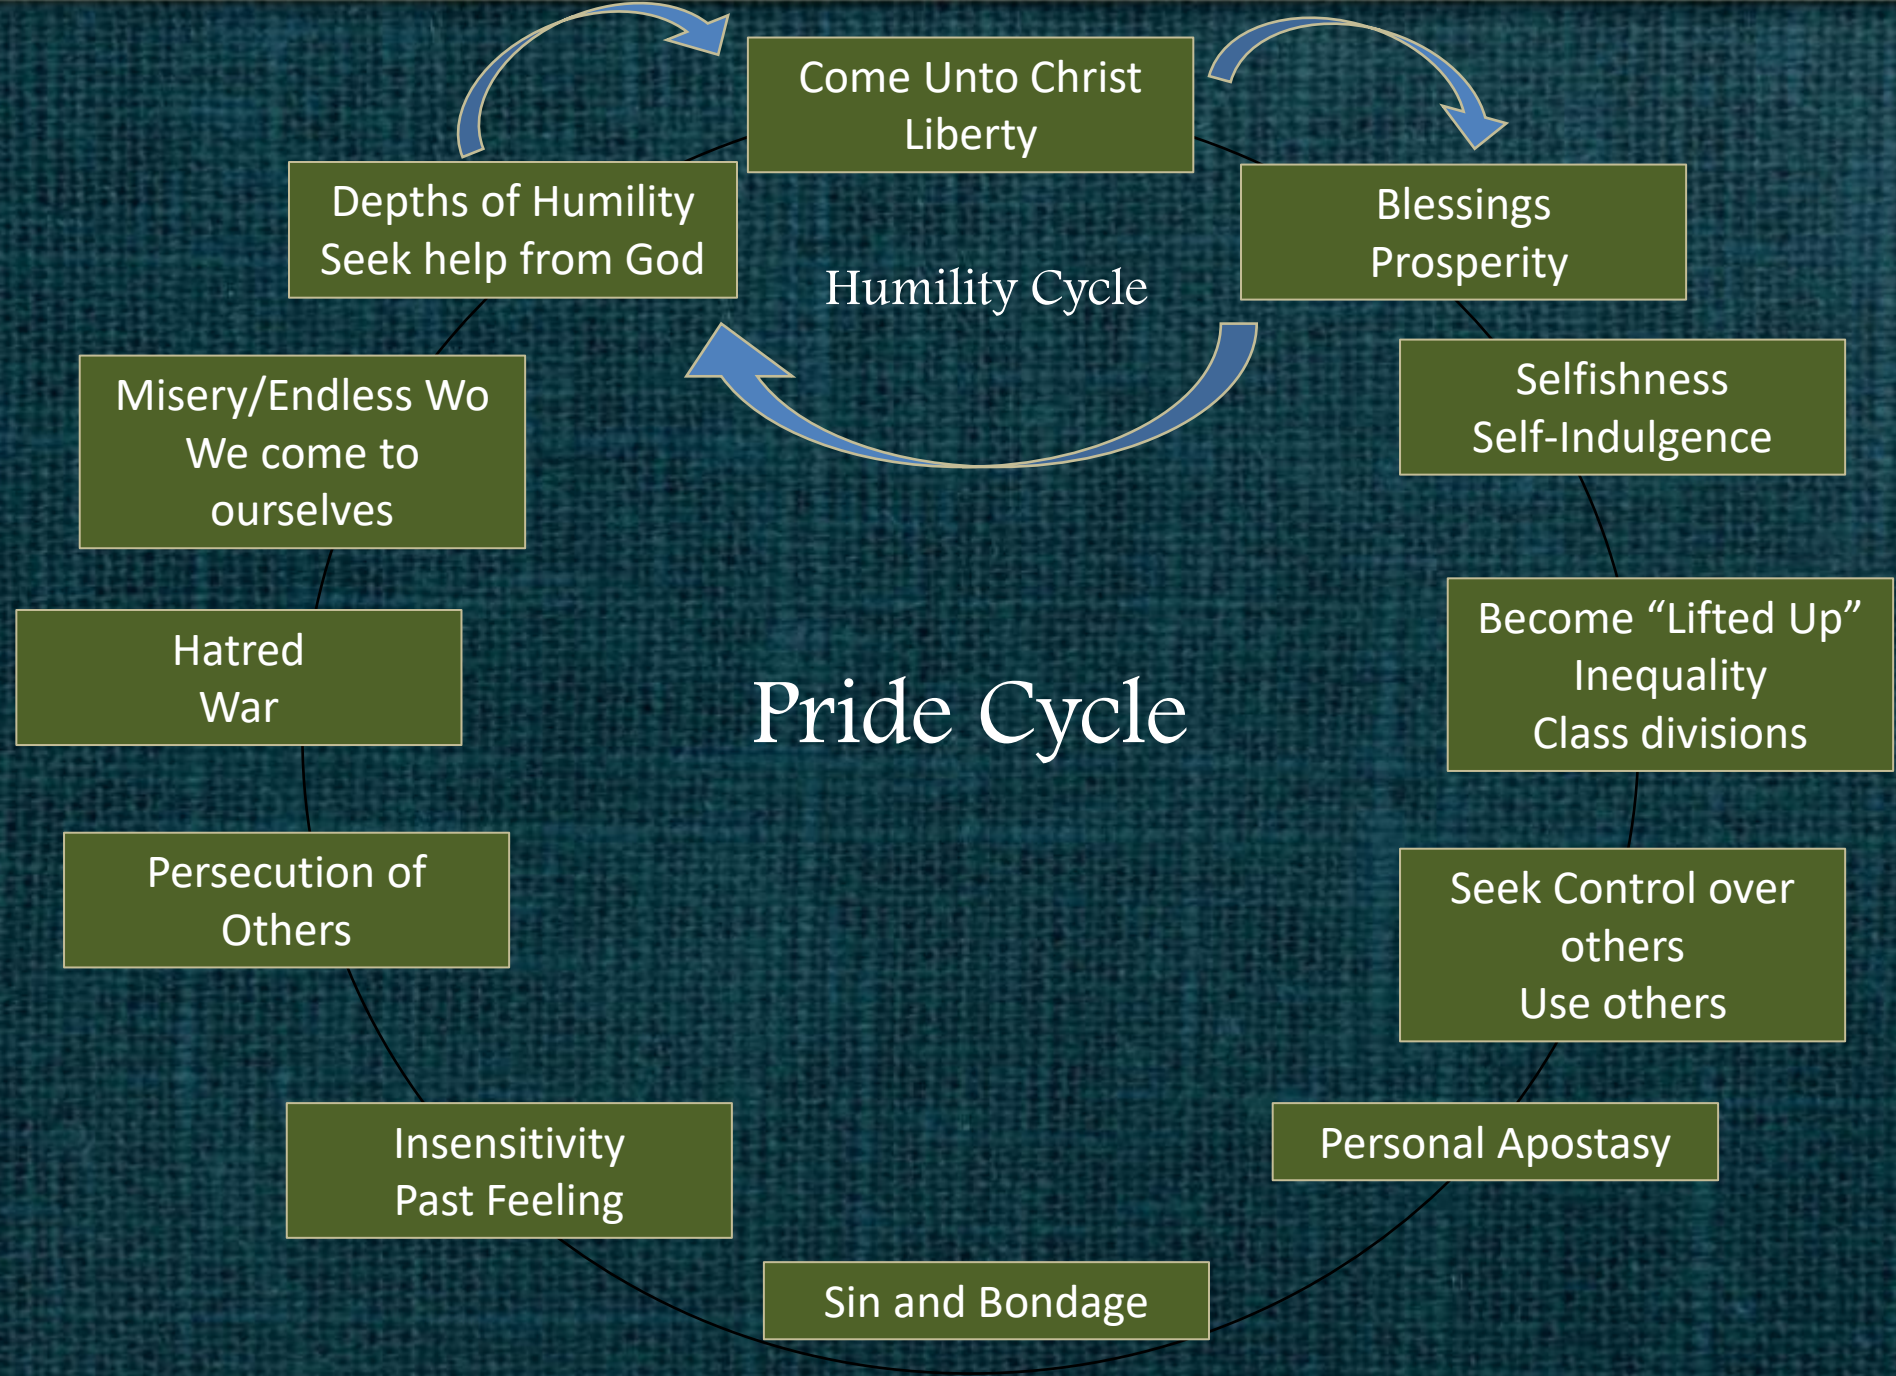 Come Unto Christ
Liberty
Blessings
Prosperity
Selfishness
Self-Indulgence
Become “Lifted Up”
Inequality
Class divisions
Seek Control over
others
Use others
Personal Apostasy
Sin and Bondage
Insensitivity
Past Feeling
Persecution of
Others
Hatred
War
Misery/Endless Wo
We come to
ourselves
Depths of Humility
Seek help from God
Humility Cycle
Pride Cycle